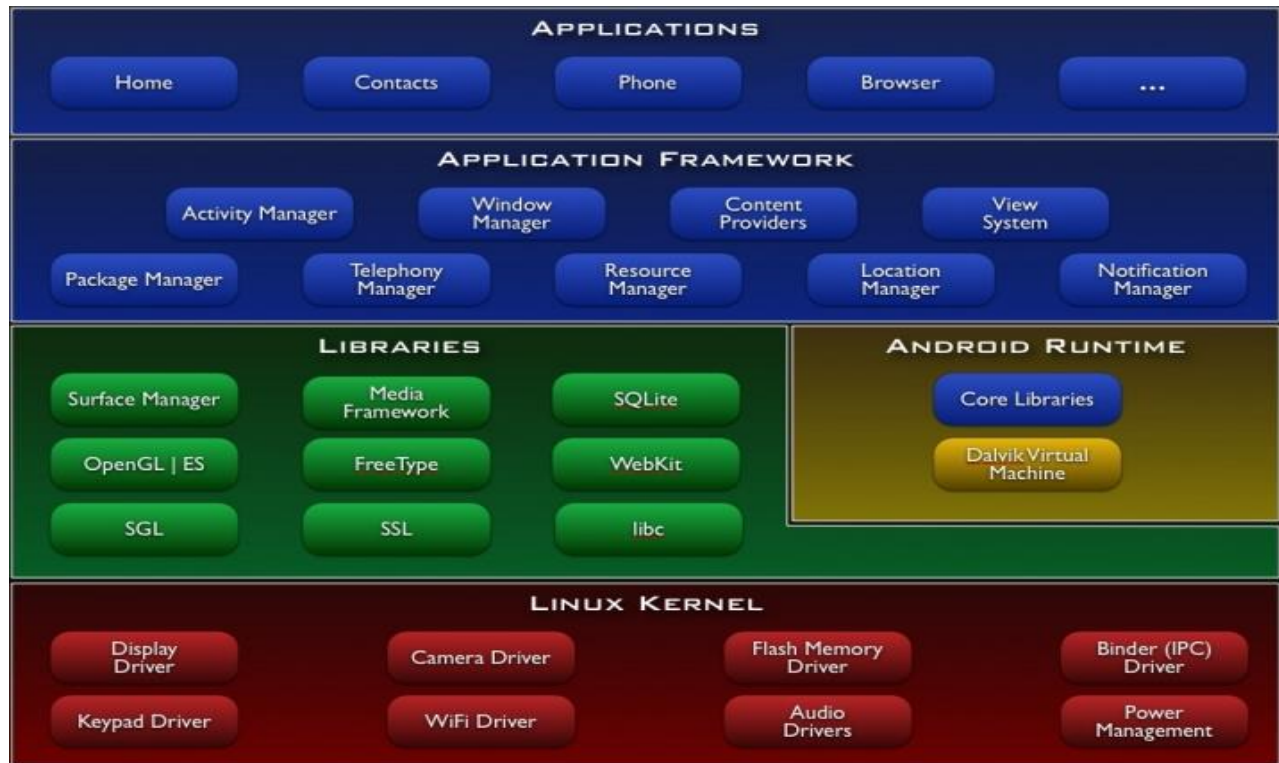 APPLICATIONS
Home
Contacts
Phone
Browser
...
APPLICATION FRAMEWORK
Activity Manager
Window
Manager
Content
Providers
View
System
Package Manager
Telephony
Manager
Resource
Manager
Location
Manager
Notification
Manager
LIBRARIES
Surface Manager
Media
Framework
SQLite
OpenGL | ES
FreeType
WebKit
SGL
SSL
libc
ANDROID RUNTIME
Core Libraries
Dalvik Virtual
Machine
LINUX KERNEL
Display
Driver
Camera Driver
Flash Memory
Driver
Binder (IPC)
Driver
Keypad Driver
WiFi Driver
Audio
Drivers
Power
Management